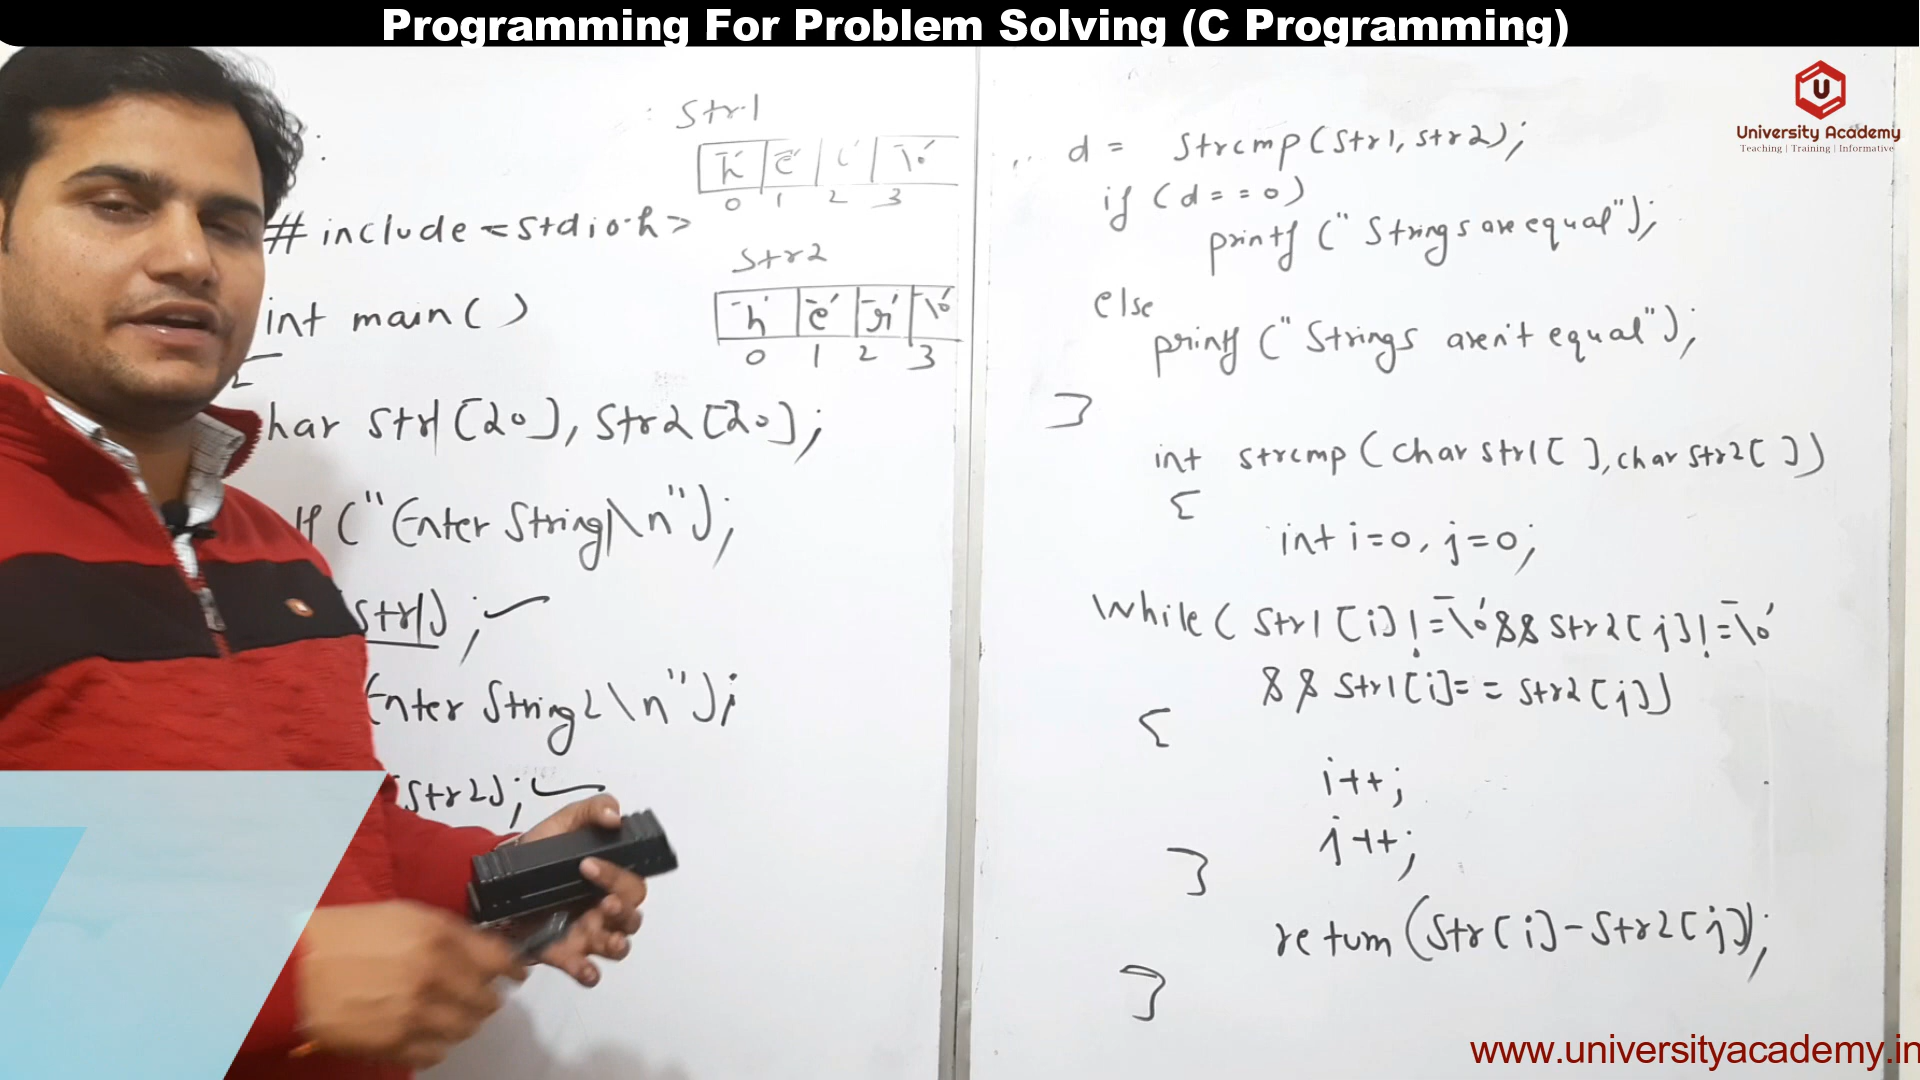 Programming For Problem Solving (C Programming)
U
University Academy
Teaching | Training | Informative
Str1
'h' 'e' '\0'
0 1 2 3
#include <stdio.h>
Str2
'h' 'e' 'r' '\0'
0 1 2 3
int main()
{
har str1[20], str2[20];
tf ("Enter String1\n");
str1);
Enter String2\n");
(str2);
d = strcmp(str1, str2);
if (d==0)
printf ("Strings are equal");
else
printf ("Strings aren't equal");
}
int strcmp(char str1[], char str2[])
{
int i=0, j=0;
while(str1[i]!='\0' && str2[j]!='\0'
&& str1[i]==str2[j])
{
i++;
j++;
}
return(str[i]-str2[j]);
}
www.universityacademy.in